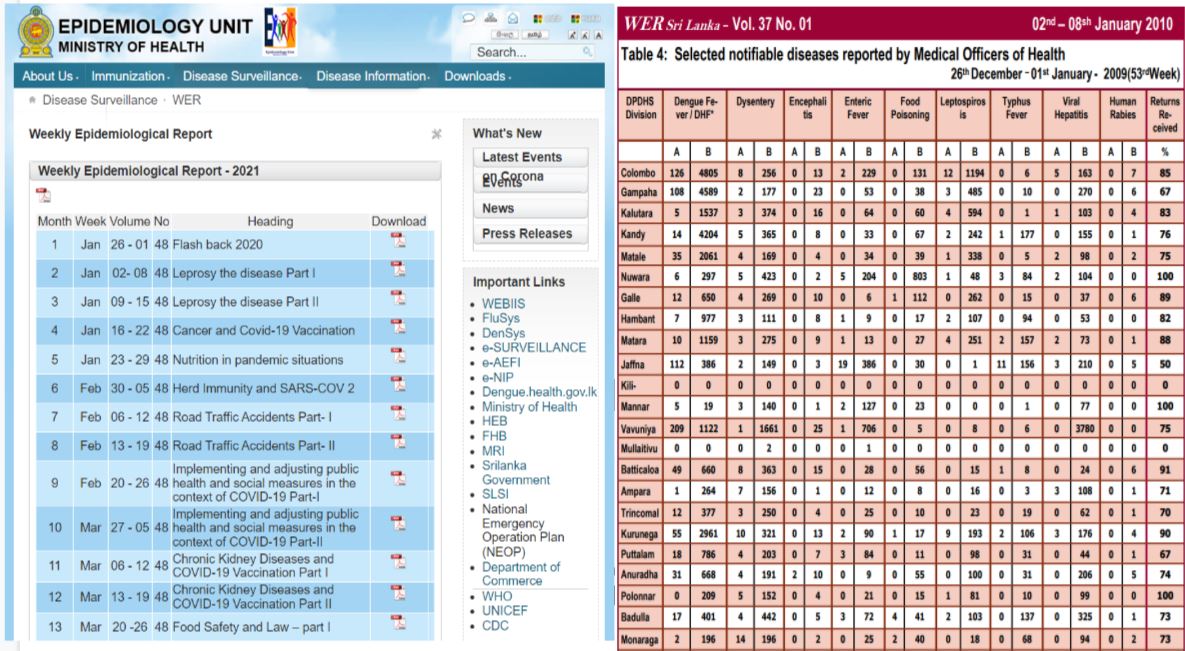 EPIDEMIOLOGY UNIT
MINISTRY OF HEALTH
Search...
About Us Immunization Disease Surveillance Disease Information Downloads
Disease Surveillance · WER
Weekly Epidemiological Report
Weekly Epidemiological Report - 2021
Month Week Volume No Heading Download
1 Jan 26 - 01 48 Flash back 2020
2 Jan 02- 08 48 Leprosy the disease Part I
3 Jan 09 - 15 48 Leprosy the disease Part II
4 Jan 16 - 22 48 Cancer and Covid-19 Vaccination
5 Jan 23 - 29 48 Nutrition in pandemic situations
6 Feb 30 - 05 48 Herd Immunity and SARS-COV 2
7 Feb 06 - 12 48 Road Traffic Accidents Part- I
8 Feb 13 - 19 48 Road Traffic Accidents Part- II
9 Feb 20 - 26 48 Implementing and adjusting public
health and social measures in the
context of COVID-19 Part-I
10 Mar 27 - 05 48 Implementing and adjusting public
health and social measures in the
context of COVID-19 Part-II
11 Mar 06 - 12 48 Chronic Kidney Diseases and
COVID-19 Vaccination Part I
12 Mar 13 - 19 48 Chronic Kidney Diseases and
COVID-19 Vaccination Part II
13 Mar 20 -26 48 Food Safety and Law – part I
What's New
Latest Events
on Corona
Events
News
Press Releases
Important Links
WEBIIS
FluSys
DenSys
e-SURVEILLANCE
e-AEFI
e-NIP
Dengue.health.gov.lk
Ministry of Health
HEB
FHB
MRI
Srilanka
Government
SLSI
National
Emergency
Operation Plan
(NEOP)
Department of
Commerce
WHO
UNICEF
CDC
WER Sri Lanka - Vol. 37 No. 01 02nd – 08sh January 2010
Table 4: Selected notifiable diseases reported by Medical Officers of Health
26th December - 01st January - 2009(53rdWeek)
DPDHS Division Dengue Fe-ver / DHF* Dysentery Encephali tis Enteric Fever Food Poisoning Leptospiros is Typhus Fever Viral Hepatitis Human Rabies Returns Re-ceived
A B A B A B A B A B A B A B A B A B %
Colombo 126 4805 8 256 0 13 2 229 0 131 12 1194 0 6 5 163 0 7 85
Gampaha 108 4589 2 177 0 23 0 53 0 38 3 485 0 10 0 270 0 6 67
Kalutara 5 1537 3 374 0 16 0 64 0 60 4 594 0 1 1 103 0 4 83
Kandy 14 4204 5 365 0 8 0 33 0 67 2 242 1 177 0 155 0 1 76
Matale 35 2061 4 169 0 4 0 34 0 39 1 338 0 5 2 98 0 2 75
Nuwara 6 297 5 423 0 2 5 204 0 803 1 48 3 84 2 104 0 0 100
Galle 12 650 4 269 0 10 0 6 1 112 0 262 0 15 0 37 0 6 89
Hambant 7 977 3 111 0 8 1 9 0 17 2 107 0 94 0 53 0 0 82
Matara 10 1159 3 275 0 9 1 13 0 27 4 251 2 157 2 73 0 1 88
Jaffna 112 386 2 149 0 3 19 386 0 30 0 1 11 156 3 210 0 5 50
Kili- 0 0 0 0 0 0 0 0 0 0 0 0 0 0 0 0 0 0 0
Mannar 5 19 3 140 0 1 2 127 0 23 0 0 0 1 0 77 0 0 100
Vavuniya 209 1122 1 1661 0 25 1 706 0 5 0 8 0 6 0 3780 0 0 75
Mullaitivu 0 0 0 2 0 0 0 1 0 0 0 0 0 0 0 0 0 0 0
Batticaloa 49 660 8 363 0 15 0 28 0 56 0 15 1 8 0 24 0 6 91
Ampara 1 264 7 156 0 1 0 12 0 8 0 16 0 3 3 108 0 1 71
Trincomal 12 377 3 250 0 4 0 25 0 10 0 23 0 19 0 62 0 1 70
Kurunega 55 2961 10 321 0 13 2 90 1 17 9 193 2 106 3 176 0 4 90
Puttalam 18 786 4 203 0 7 3 84 0 11 0 98 0 31 0 44 0 1 67
Anuradha 31 668 4 191 2 10 0 9 0 55 0 100 0 31 0 206 0 5 74
Polonnar 0 209 5 152 0 4 0 21 0 15 1 81 0 10 0 99 0 0 100
Badulla 17 401 4 442 0 5 3 72 4 41 2 103 0 137 0 325 0 1 73
Monaraga 2 196 14 196 0 2 0 25 2 40 0 18 0 68 0 94 0 2 73